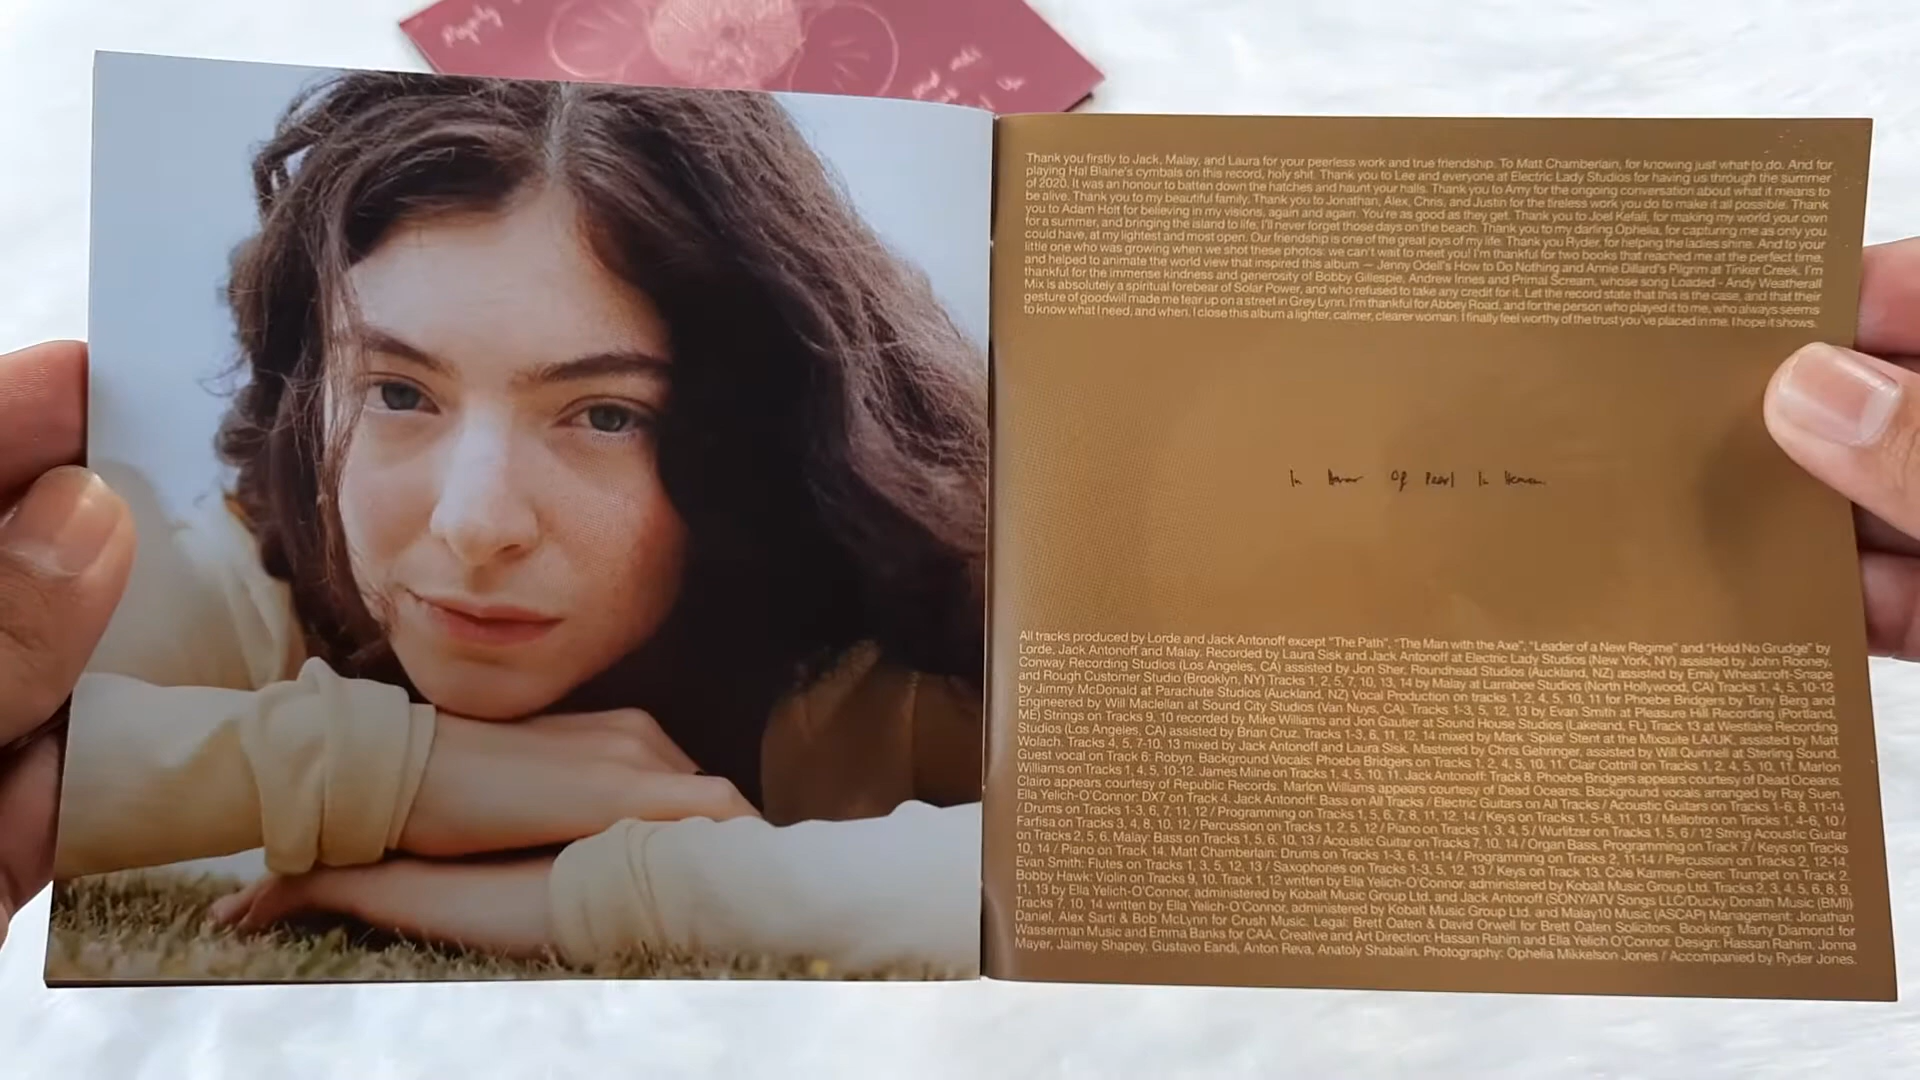 Thank you firstly to Jack, Malay, and Laura for your peerless work and true friendship. To Matt Chamberlain, for knowing just what to do. And for
playing Hal Blaine's cymbals on this record, holy shit. Thank you to Lee and everyone at Electric Lady Studios for having us through the summer
of 2020. It was an honour to batten down the hatches and haunt your halls. Thank you to Amy for the ongoing conversation about what it means to
be alive. Thank you to my beautiful family. Thank you to Jonathan, Alex, Chris, and Justin for the tireless work you do to make it all possible. Thank
you to Adam Holt for believing in my visions, again and again. You're as good as they get. Thank you to Joel Kefali, for making my world your own
for a summer, and bringing the island to life. I'll never forget those days on the beach. Thank you to my darling Ophelia, for capturing me as only you
could have, at my lightest and most open. Our friendship is one of the great joys of my life. Thank you Ryder, for helping the ladies shine. And to your
little one who was growing when we shot these photos: we can't wait to meet you! I'm thankful for two books that reached me at the perfect time,
and helped to animate the world view that inspired this album — Jenny Odell's How to Do Nothing and Annie Dillard's Pilgrim at Tinker Creek. I'm
thankful for the immense kindness and generosity of Bobby Gillespie, Andrew Innes and Primal Scream, whose song Loaded - Andy Weatherall
Mix is absolutely a spiritual forebear of Solar Power, and who refused to take any credit for it. Let the record state that this is the case, and that their
gesture of goodwill made me tear up on a street in Grey Lynn. I'm thankful for Abbey Road, and for the person who played it to me, who always seems
to know what I need, and when. I close this album a lighter, calmer, clearer woman. I finally feel worthy of the trust you've placed in me. I hope it shows.
In Honor Of Pearl In Heaven.
All tracks produced by Lorde and Jack Antonoff except "The Path", "The Man with the Axe", "Leader of a New Regime" and "Hold No Grudge" by
Lorde, Jack Antonoff and Malay. Recorded by Laura Sisk and Jack Antonoff at Electric Lady Studios (New York, NY) assisted by John Rooney.
Conway Recording Studios (Los Angeles, CA) assisted by Jon Sher. Roundhead Studios (Auckland, NZ) assisted by Emily Wheatcroft-Snape
and Rough Customer Studio (Brooklyn, NY) Tracks 1, 2, 5, 7, 10, 13, 14 by Malay at Larrabee Studios (North Hollywood, CA) Tracks 1, 4, 5, 10-12
by Jimmy McDonald at Parachute Studios (Auckland, NZ) Vocal Production on tracks 1, 2, 4, 5, 10, 11 for Phoebe Bridgers by Tony Berg and
Engineered by Will Maclellan at Sound City Studios (Van Nuys, CA). Tracks 1-3, 5, 12, 13 by Evan Smith at Pleasure Hill Recording (Portland,
ME) Strings on Tracks 9, 10 recorded by Mike Williams and Jon Gautier at Sound House Studios (Lakeland, FL) Track 13 at Westlake Recording
Studios (Los Angeles, CA) assisted by Brian Cruz. Tracks 1-3, 6, 11, 12, 14 mixed by Mark 'Spike' Stent at the Mixsuite LA/UK, assisted by Matt
Wolach. Tracks 4, 5, 7-10, 13 mixed by Jack Antonoff and Laura Sisk. Mastered by Chris Gehringer, assisted by Will Quinnell at Sterling Sound.
Guest vocal on Track 6: Robyn. Background Vocals: Phoebe Bridgers on Tracks 1, 2, 4, 5, 10, 11. Clair Cottrill on Tracks 1, 2, 4, 5, 10, 11. Marlon
Williams on Tracks 1, 4, 5, 10-12. James Milne on Tracks 1, 4, 5, 10, 11. Jack Antonoff: Track 8. Phoebe Bridgers appears courtesy of Dead Oceans.
Clairo appears courtesy of Republic Records. Marlon Williams appears courtesy of Dead Oceans. Background vocals arranged by Ray Suen.
Ella Yelich-O'Connor: DX7 on Track 4. Jack Antonoff: Bass on All Tracks / Electric Guitars on All Tracks / Acoustic Guitars on Tracks 1-6, 8, 11-14
/ Drums on Tracks 1-3, 6, 7, 11, 12 / Programming on Tracks 1, 5, 6, 7, 8, 11, 12, 14 / Keys on Tracks 1, 5-8, 11, 13 / Mellotron on Tracks 1, 4-6, 10 /
Farfisa on Tracks 3, 4, 8, 10, 12 / Percussion on Tracks 1, 2, 5, 12 / Piano on Tracks 1, 3, 4, 5 / Wurlitzer on Tracks 1, 5, 6 / 12 String Acoustic Guitar
on Tracks 2, 5, 6. Malay: Bass on Tracks 1, 5, 6, 10, 13 / Acoustic Guitar on Tracks 7, 10, 14 / Organ Bass, Programming on Track 7 / Keys on Tracks
10, 14 / Piano on Track 14. Matt Chamberlain: Drums on Tracks 1-3, 6, 11-14 / Programming on Tracks 2, 11-14 / Percussion on Tracks 2, 12-14.
Evan Smith: Flutes on Tracks 1, 3, 5, 12, 13 / Saxophones on Tracks 1-3, 5, 12, 13 / Keys on Track 13. Cole Kamen-Green: Trumpet on Track 2.
Bobby Hawk: Violin on Tracks 9, 10. Track 1, 12 written by Ella Yelich-O'Connor, administered by Kobalt Music Group Ltd. Tracks 2, 3, 4, 5, 6, 8, 9,
11, 13 by Ella Yelich-O'Connor, administered by Kobalt Music Group Ltd. and Jack Antonoff (SONY/ATV Songs LLC/Ducky Donath Music (BMI))
Tracks 7, 10, 14 written by Ella Yelich-O'Connor, administered by Kobalt Music Group Ltd. and Malay10 Music (ASCAP) Management: Jonathan
Daniel, Alex Sarti & Bob McLynn for Crush Music. Legal: Brett Oaten & David Orwell for Brett Oaten Solicitors. Booking: Marty Diamond for
Wasserman Music and Emma Banks for CAA. Creative and Art Direction: Hassan Rahim and Ella Yelich O'Connor. Design: Hassan Rahim, Jonna
Mayer, Jaimey Shapey, Gustavo Eandi, Anton Reva, Anatoly Shabalin. Photography: Ophelia Mikkelson Jones / Accompanied by Ryder Jones.